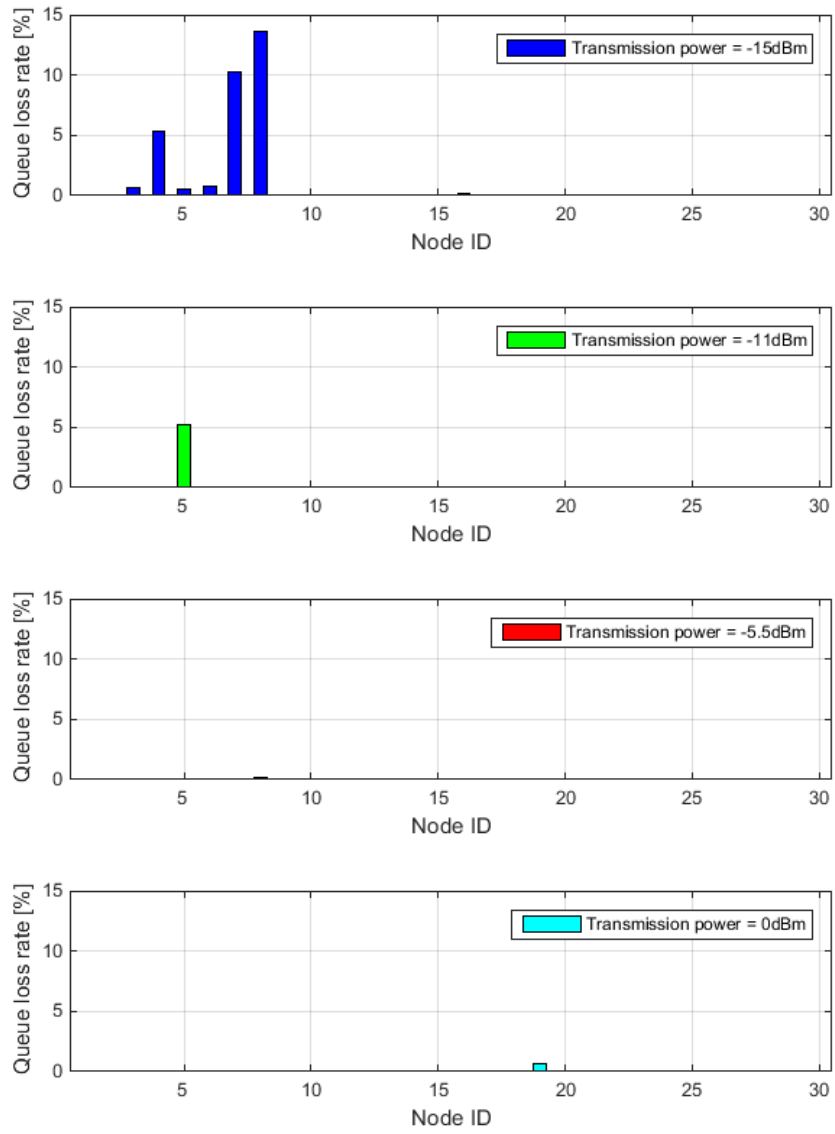 15
Transmission power = -15dBm
10
5
0
Queue loss rate [%]
5 10 15 20 25 30
Node ID
15
Transmission power = -11dBm
10
5
0
Queue loss rate [%]
5 10 15 20 25 30
Node ID
15
Transmission power = -5.5dBm
10
5
0
Queue loss rate [%]
5 10 15 20 25 30
Node ID
15
Transmission power = 0dBm
10
5
0
Queue loss rate [%]
5 10 15 20 25 30
Node ID